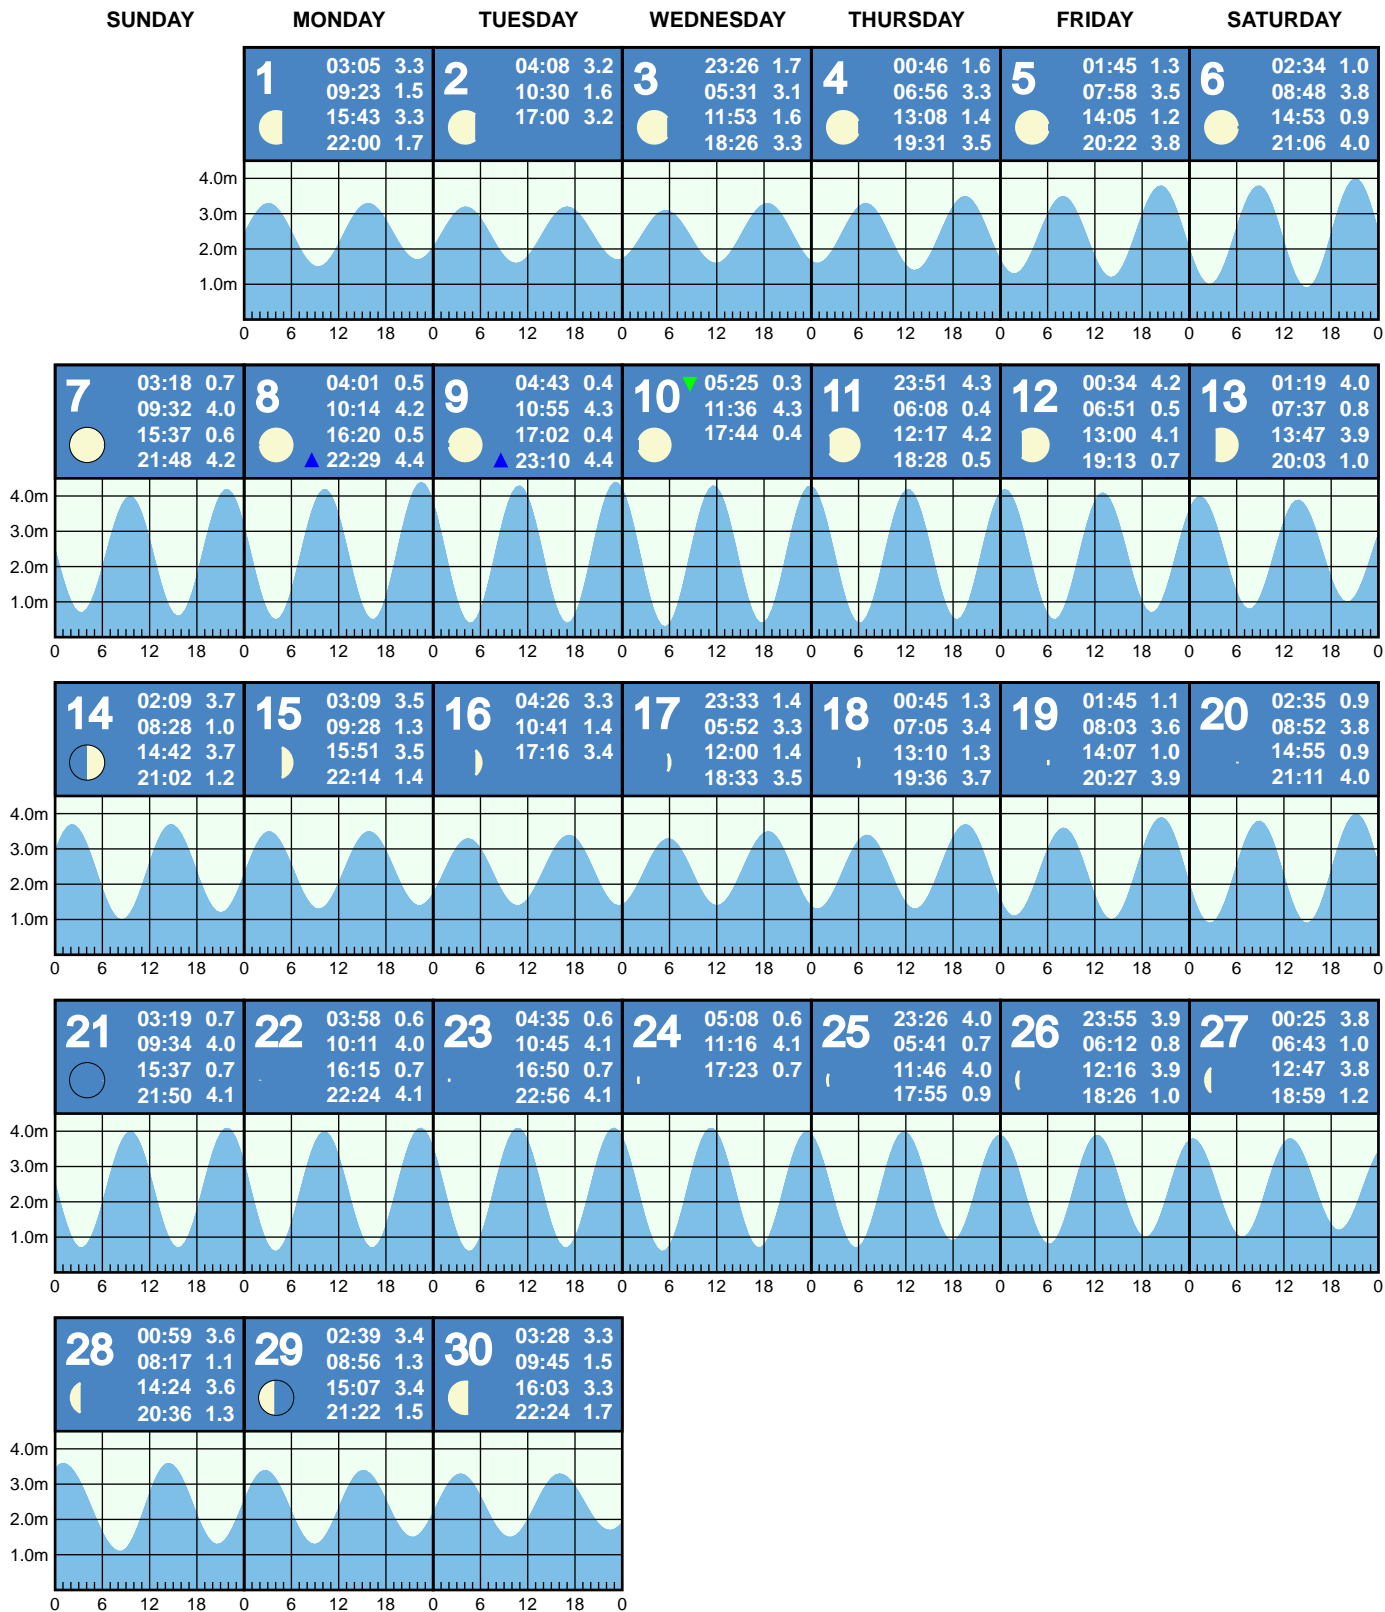 SUNDAY MONDAY TUESDAY WEDNESDAY THURSDAY FRIDAY SATURDAY
1 03:05 3.3
09:23 1.5
15:43 3.3
22:00 1.7
2 04:08 3.2
10:30 1.6
17:00 3.2
3 23:26 1.7
05:31 3.1
11:53 1.6
18:26 3.3
4 00:46 1.6
06:56 3.3
13:08 1.4
19:31 3.5
5 01:45 1.3
07:58 3.5
14:05 1.2
20:22 3.8
6 02:34 1.0
08:48 3.8
14:53 0.9
21:06 4.0
4.0m
3.0m
2.0m
1.0m
0 6 12 18 0 6 12 18 0 6 12 18 0 6 12 18 0 6 12 18 0 6 12 18 0
7 03:18 0.7
09:32 4.0
15:37 0.6
21:48 4.2
8 04:01 0.5
10:14 4.2
16:20 0.5
22:29 4.4
9 04:43 0.4
10:55 4.3
17:02 0.4
23:10 4.4
10 05:25 0.3
11:36 4.3
17:44 0.4
11 23:51 4.3
06:08 0.4
12:17 4.2
18:28 0.5
12 00:34 4.2
06:51 0.5
13:00 4.1
19:13 0.7
13 01:19 4.0
07:37 0.8
13:47 3.9
20:03 1.0
4.0m
3.0m
2.0m
1.0m
0 6 12 18 0 6 12 18 0 6 12 18 0 6 12 18 0 6 12 18 0 6 12 18 0 6 12 18 0
14 02:09 3.7
08:28 1.0
14:42 3.7
21:02 1.2
15 03:09 3.5
09:28 1.3
15:51 3.5
22:14 1.4
16 04:26 3.3
10:41 1.4
17:16 3.4
17 23:33 1.4
05:52 3.3
12:00 1.4
18:33 3.5
18 00:45 1.3
07:05 3.4
13:10 1.3
19:36 3.7
19 01:45 1.1
08:03 3.6
14:07 1.0
20:27 3.9
20 02:35 0.9
08:52 3.8
14:55 0.9
21:11 4.0
4.0m
3.0m
2.0m
1.0m
0 6 12 18 0 6 12 18 0 6 12 18 0 6 12 18 0 6 12 18 0 6 12 18 0 6 12 18 0
21 03:19 0.7
09:34 4.0
15:37 0.7
21:50 4.1
22 03:58 0.6
10:11 4.0
16:15 0.7
22:24 4.1
23 04:35 0.6
10:45 4.1
16:50 0.7
22:56 4.1
24 05:08 0.6
11:16 4.1
17:23 0.7
25 23:26 4.0
05:41 0.7
11:46 4.0
17:55 0.9
26 23:55 3.9
06:12 0.8
12:16 3.9
18:26 1.0
27 00:25 3.8
06:43 1.0
12:47 3.8
18:59 1.2
4.0m
3.0m
2.0m
1.0m
0 6 12 18 0 6 12 18 0 6 12 18 0 6 12 18 0 6 12 18 0 6 12 18 0 6 12 18 0
28 00:59 3.6
08:17 1.1
14:24 3.6
20:36 1.3
29 02:39 3.4
08:56 1.3
15:07 3.4
21:22 1.5
30 03:28 3.3
09:45 1.5
16:03 3.3
22:24 1.7
4.0m
3.0m
2.0m
1.0m
0 6 12 18 0 6 12 18 0 6 12 18 0